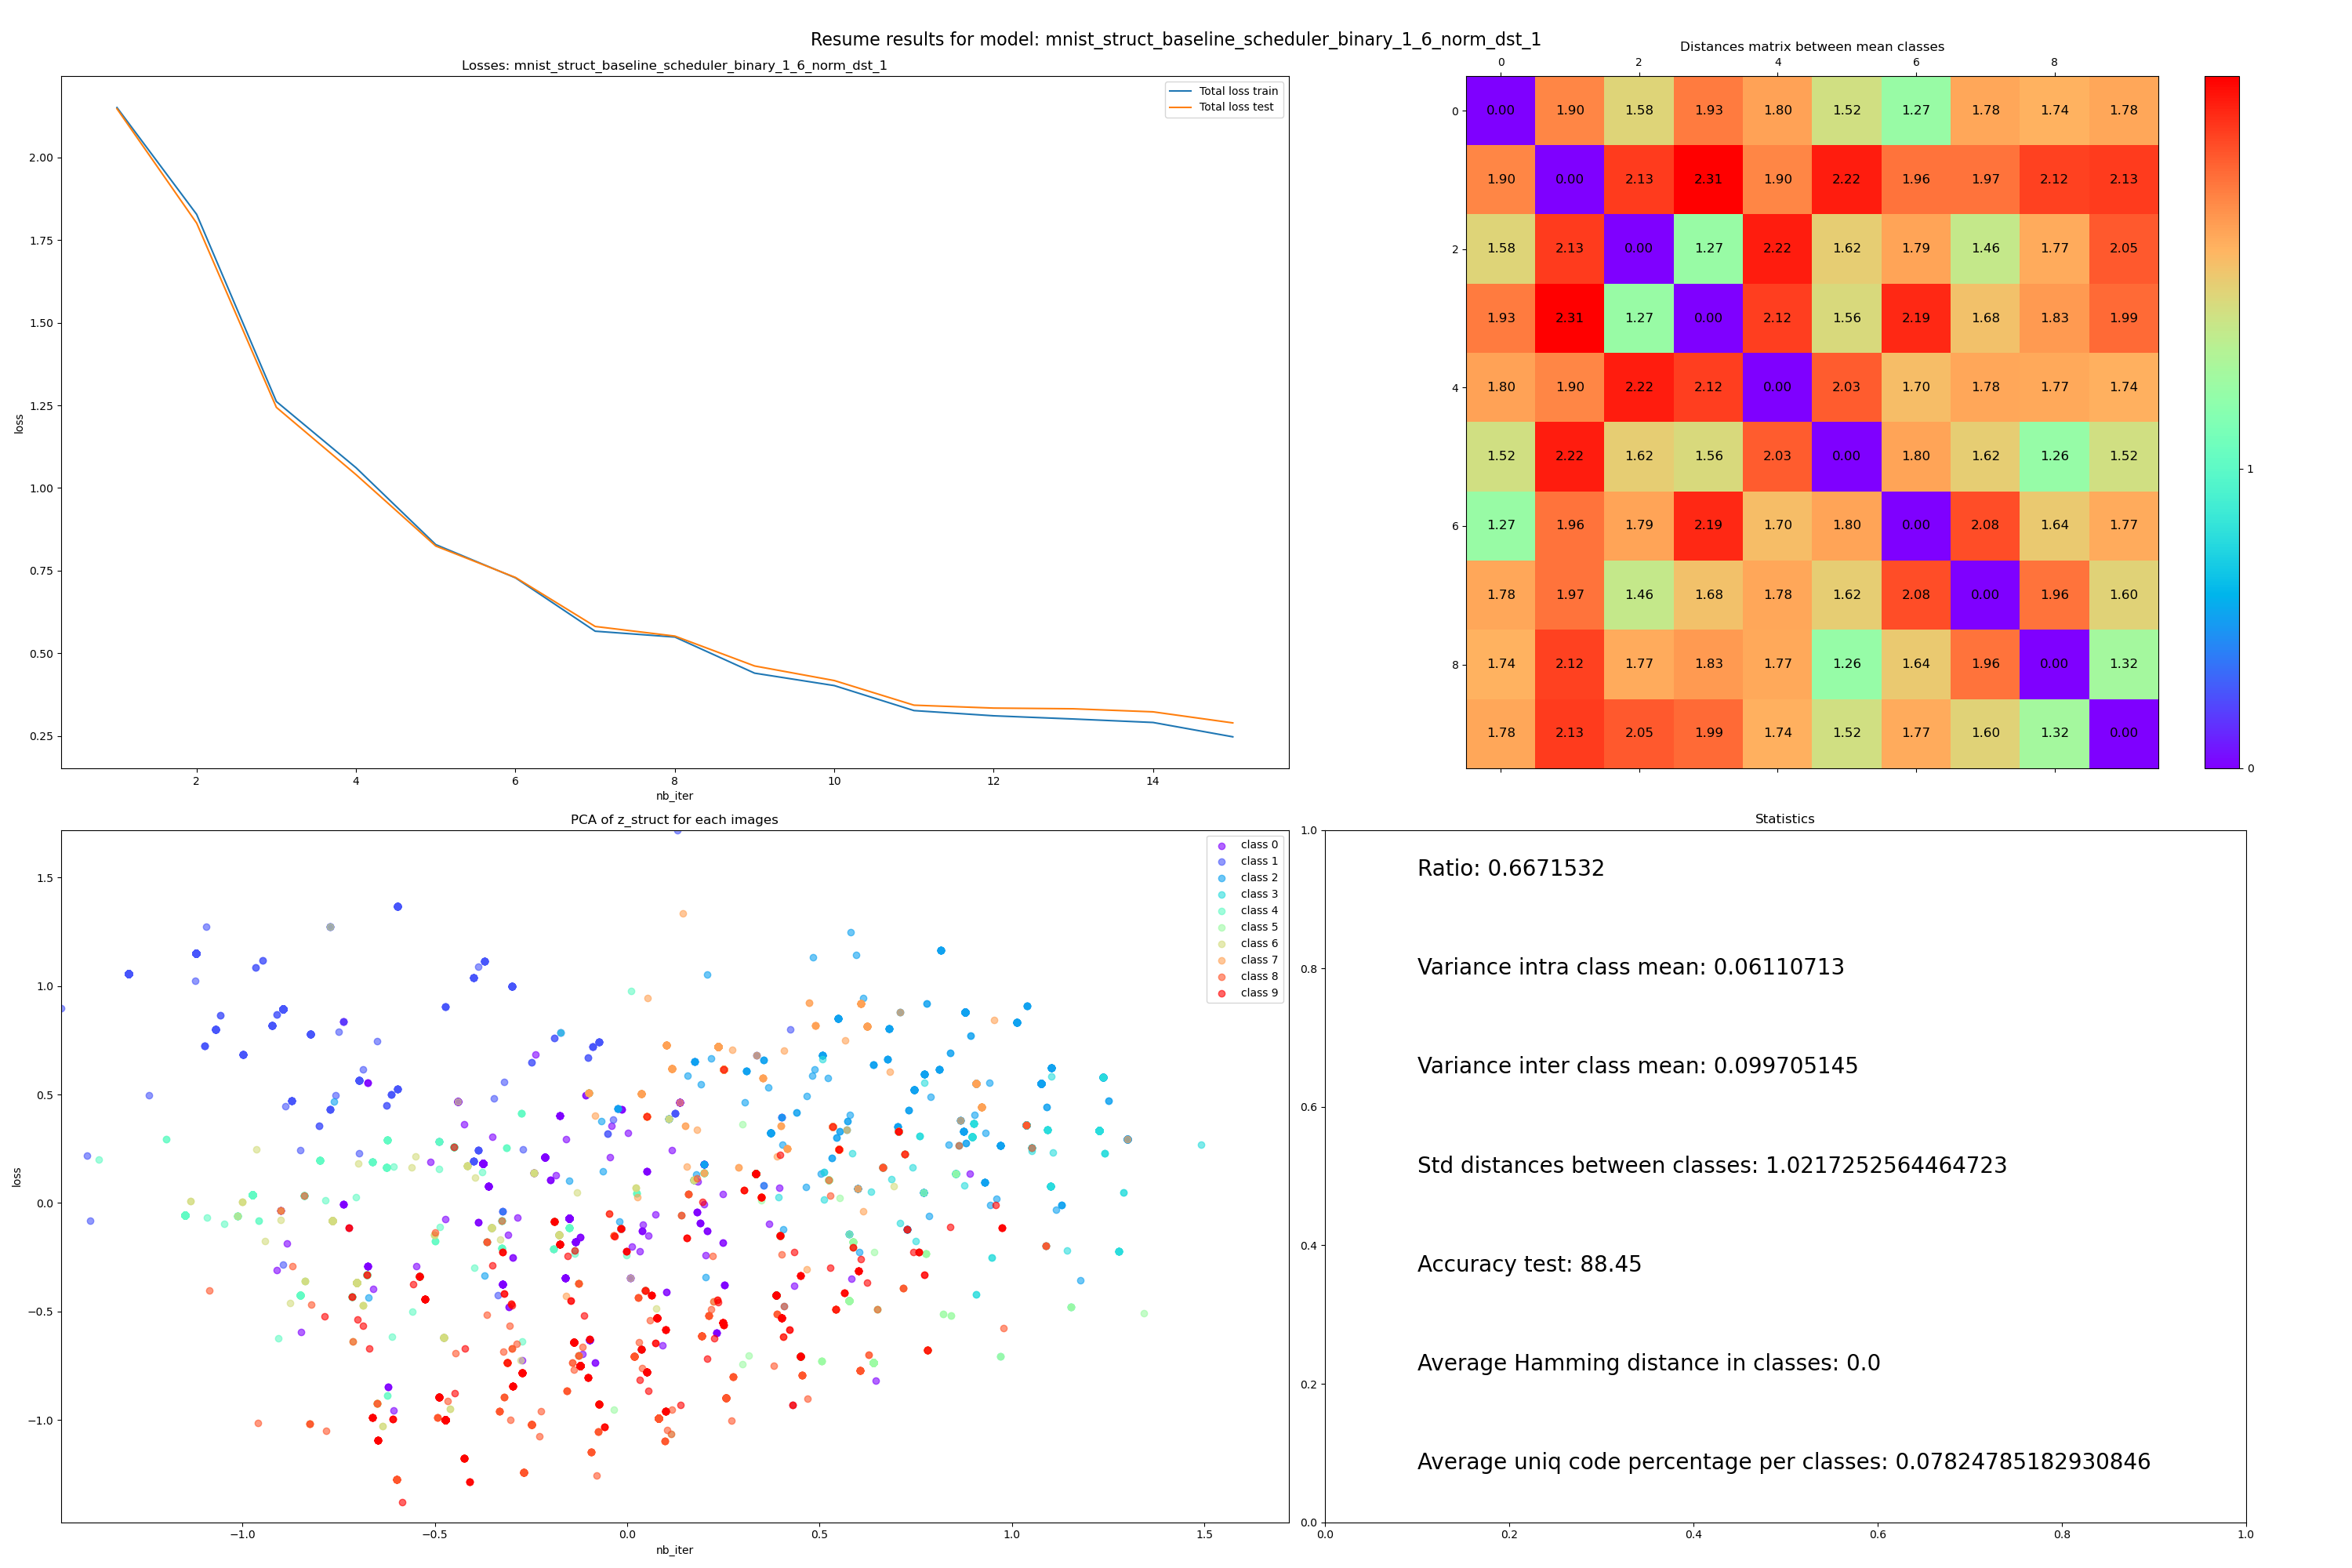 Resume results for model: mnist_struct_baseline_scheduler_binary_1_6_norm_dst_1
Losses: mnist_struct_baseline_scheduler_binary_1_6_norm_dst_1
Total loss train
Total loss test
2.00
1.75
1.50
1.25
1.00
0.75
0.50
0.25
loss
2 4 6 8 10 12 14
nb_iter
Distances matrix between mean classes
0 2 4 6 8
0 0.00 1.90 1.58 1.93 1.80 1.52 1.27 1.78 1.74 1.78
1.90 0.00 2.13 2.31 1.90 2.22 1.96 1.97 2.12 2.13
2 1.58 2.13 0.00 1.27 2.22 1.62 1.79 1.46 1.77 2.05
1.93 2.31 1.27 0.00 2.12 1.56 2.19 1.68 1.83 1.99
4 1.80 1.90 2.22 2.12 0.00 2.03 1.70 1.78 1.77 1.74
1.52 2.22 1.62 1.56 2.03 0.00 1.80 1.62 1.26 1.52
6 1.27 1.96 1.79 2.19 1.70 1.80 0.00 2.08 1.64 1.77
1.78 1.97 1.46 1.68 1.78 1.62 2.08 0.00 1.96 1.60
8 1.74 2.12 1.77 1.83 1.77 1.26 1.64 1.96 0.00 1.32
1.78 2.13 2.05 1.99 1.74 1.52 1.77 1.60 1.32 0.00
1
0
PCA of z_struct for each images
class 0
class 1
class 2
class 3
class 4
class 5
class 6
class 7
class 8
class 9
1.5
1.0
0.5
0.0
−0.5
−1.0
loss
−1.0 −0.5 0.0 0.5 1.0 1.5
nb_iter
Statistics
1.0
0.8
0.6
0.4
0.2
0.0
Ratio: 0.6671532
Variance intra class mean: 0.06110713
Variance inter class mean: 0.099705145
Std distances between classes: 1.0217252564464723
Accuracy test: 88.45
Average Hamming distance in classes: 0.0
Average uniq code percentage per classes: 0.07824785182930846
0.0 0.2 0.4 0.6 0.8 1.0